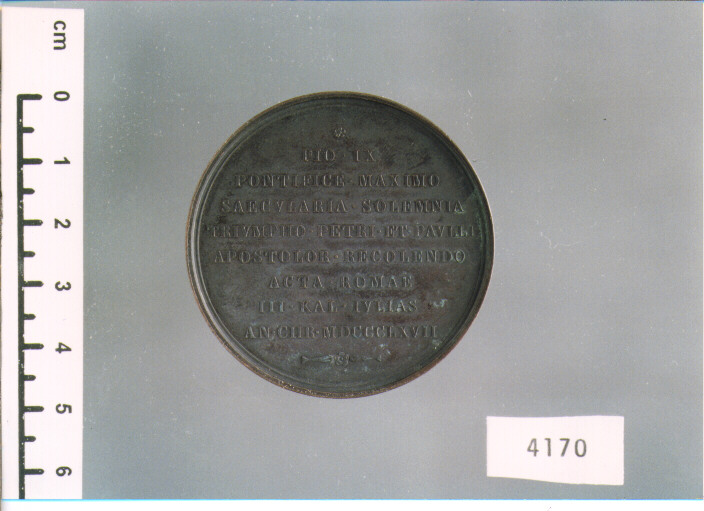 PIO · IX
PONTIFICE · MAXIMO
SAECVLARIA · SOLEMNIA
TRIVMPHO · PETRI · ET · PAVLLI
APOSTOLOR · RECOLENDO
ACTA · ROMAE
III · KAL · IVLIAS
AN · CHR · MDCCCLXVII
cm
0
1
2
3
4
5
6
4170